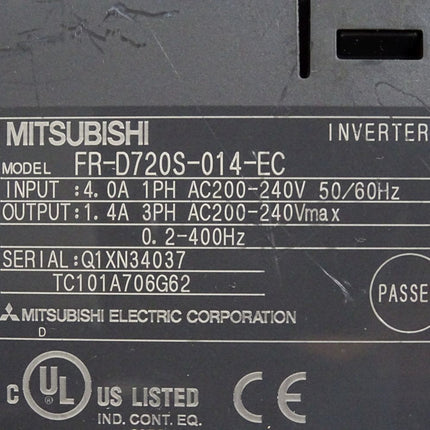 MITSUBISHI INVERTER
MODEL FR-D720S-014-EC
INPUT :4.0A 1PH AC200-240V 50/60Hz
OUTPUT:1.4A 3PH AC200-240Vmax
0.2-400Hz
SERIAL:Q1XN34037
TC101A706G62
PASSE
MITSUBISHI ELECTRIC CORPORATION
D
C UL ® US LISTED CE
IND. CONT. EQ.